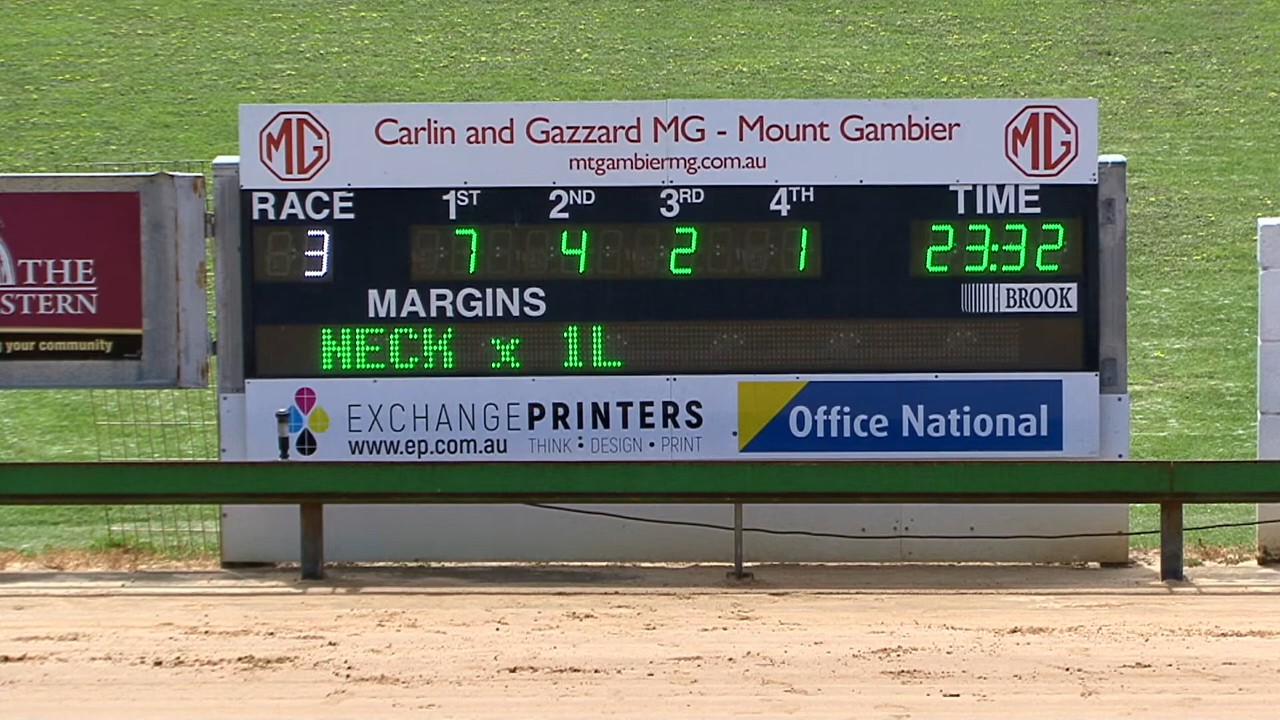 MG Carlin and Gazzard MG - Mount Gambier MG
mtgambiermg.com.au
RACE 1ST 2ND 3RD 4TH TIME
3 7 4 2 1 23:32
MARGINS BROOK
NECK x 1L
THE
STERN
your community
EXCHANGEPRINTERS
www.ep.com.au THINK : DESIGN • PRINT
Office National